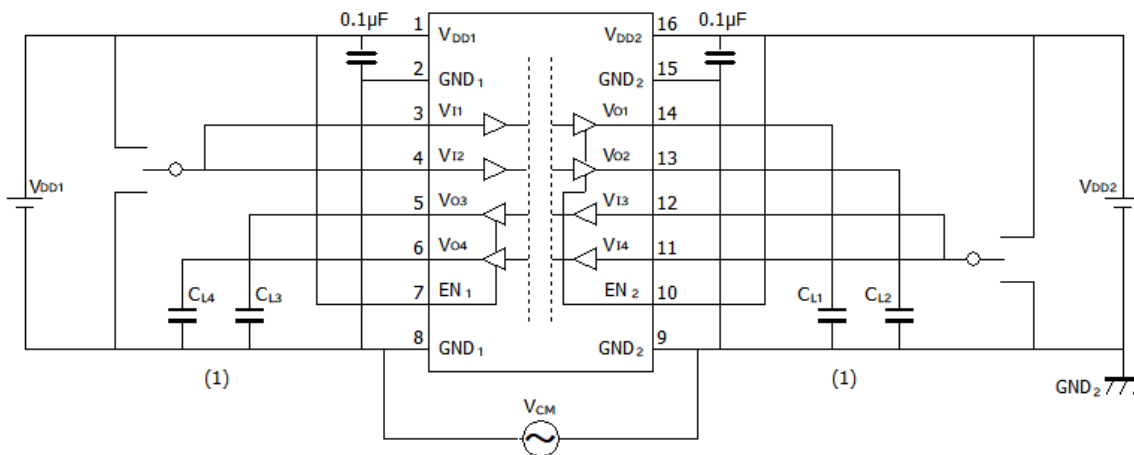 0.1µF
1
VDD1
VDD2
16
0.1µF
2
GND1
GND2
15
3
VI1
VO1
14
4
VI2
VO2
13
VDD1
VDD2
5
VO3
VI3
12
6
VO4
VI4
11
CL4
CL3
7
EN1
EN2
10
CL1
CL2
8
GND1
GND2
9
(1)
(1)
GND2
VCM